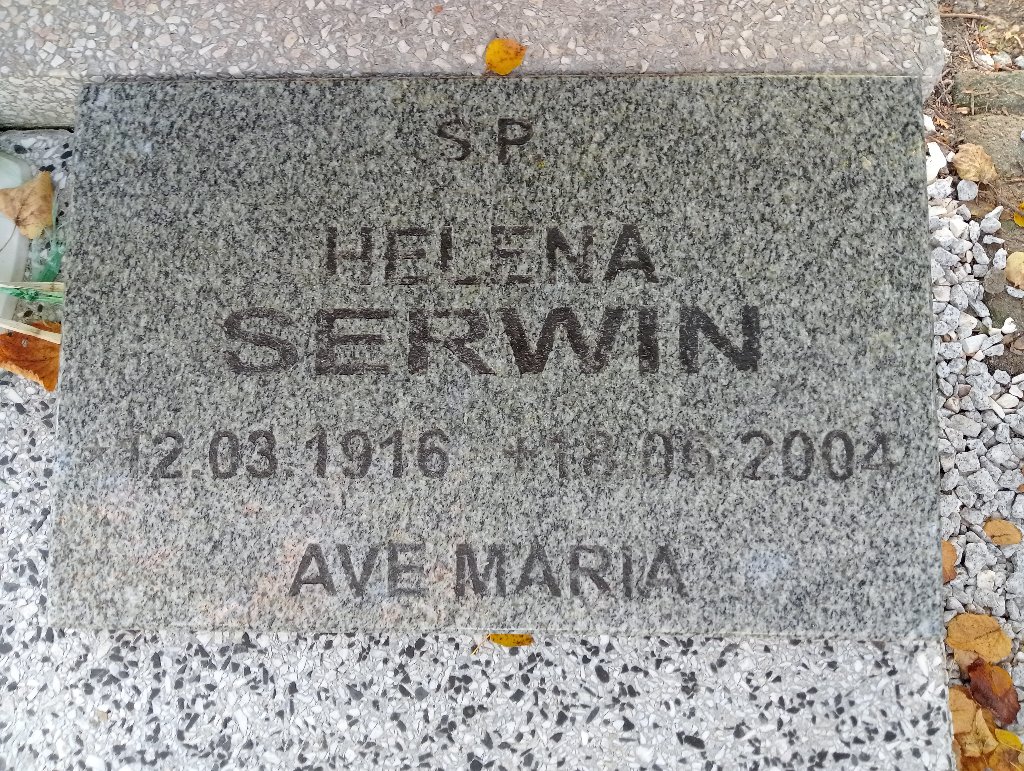 S P
HELENA
SERWIN
* 12.03.1916 + 18.06.2004
AVE MARIA